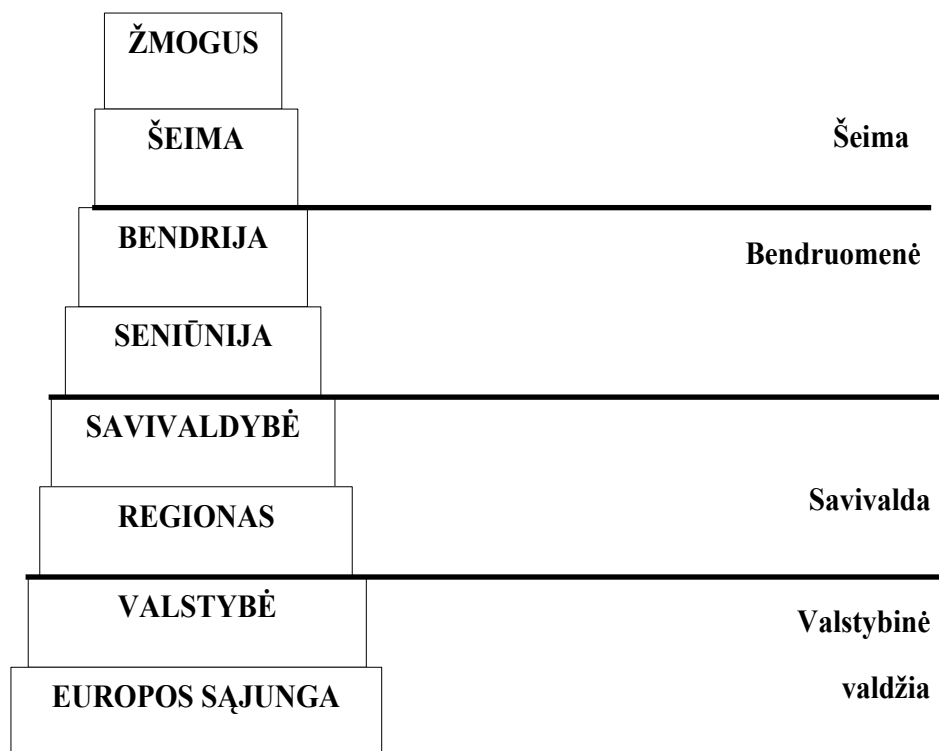 ŽMOGUS
ŠEIMA
Šeima
BENDRIJA
Bendruomenė
SENIŪNIJA
SAVIVALDYBĖ
REGIONAS
Savivalda
VALSTYBĖ
Valstybinė
valdžia
EUROPOS SĄJUNGA